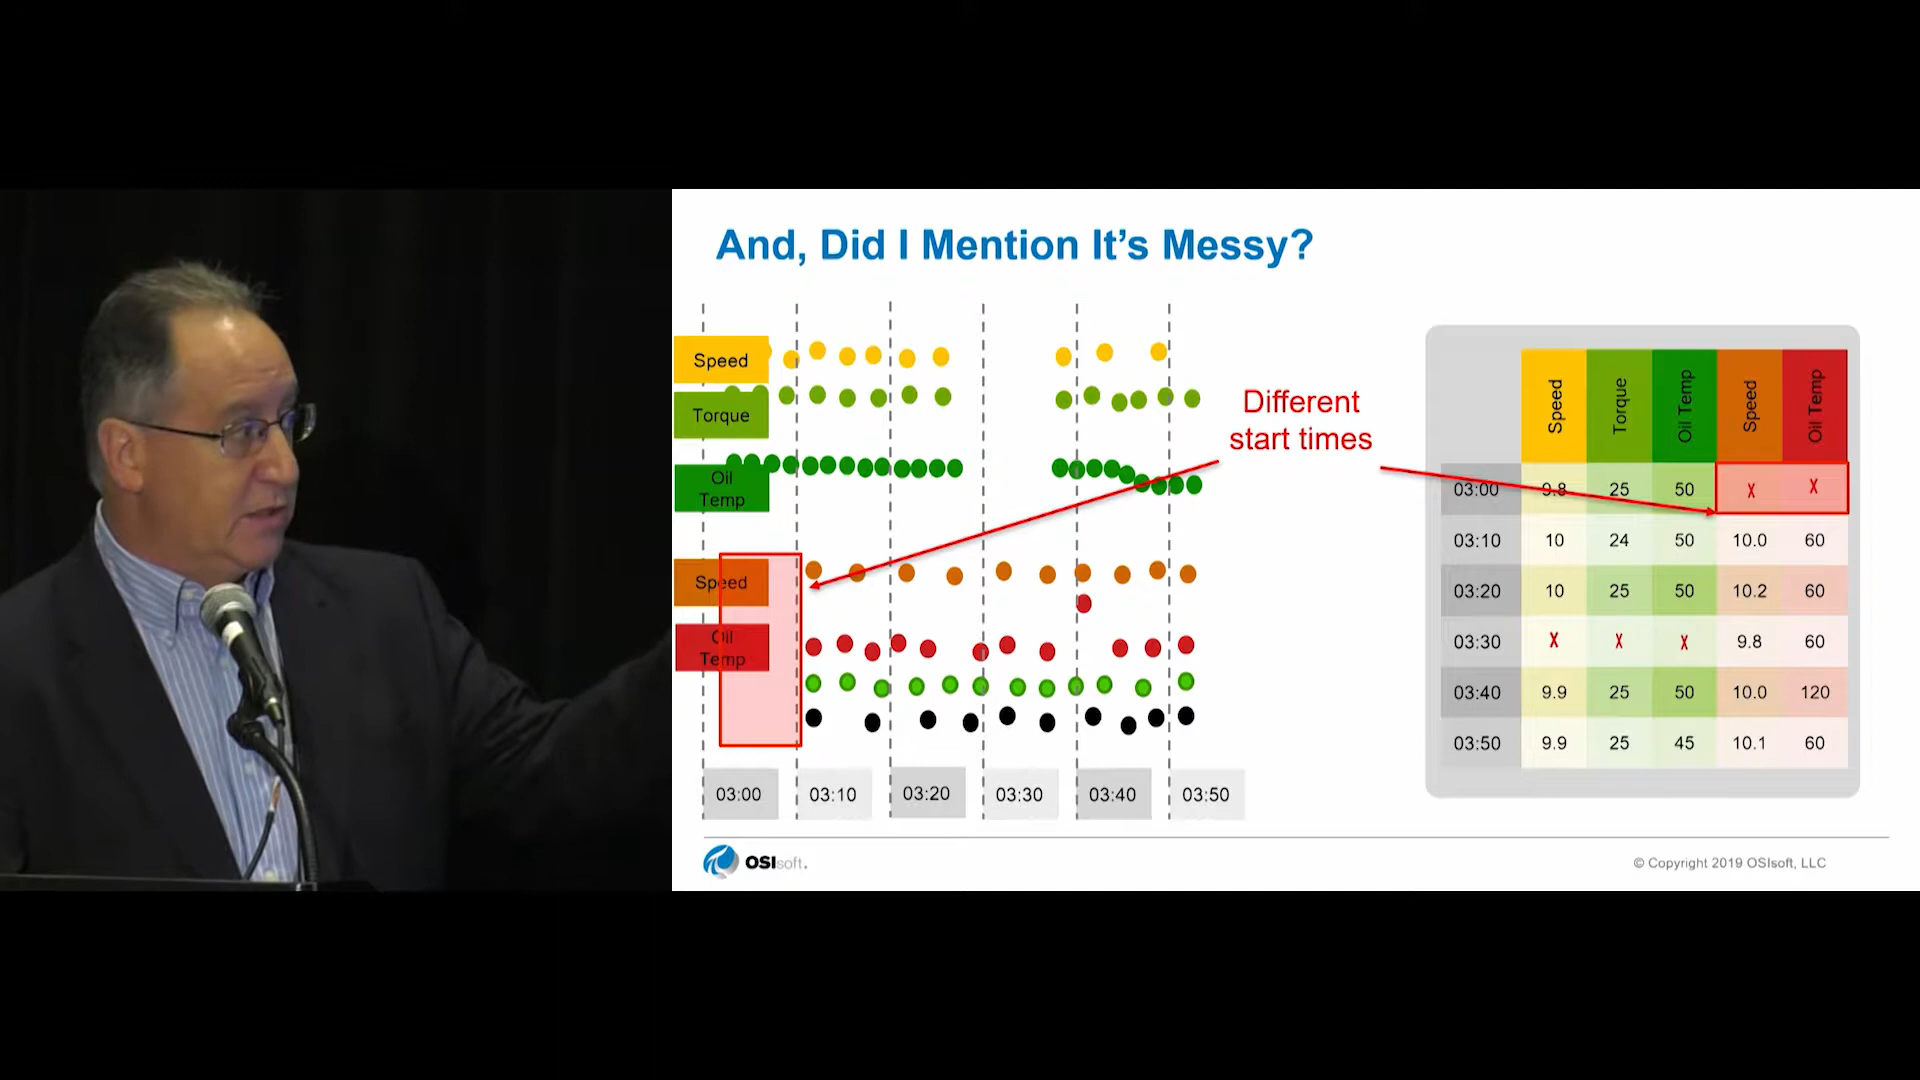 And, Did I Mention It's Messy?
Speed
Torque
Oil
Temp
Speed
Oil
Temp
03:00 03:10 03:20 03:30 03:40 03:50
Different
start times
Speed Torque Oil Temp Speed Oil Temp
03:00 9.8 25 50 X X
03:10 10 24 50 10.0 60
03:20 10 25 50 10.2 60
03:30 X X X 9.8 60
03:40 9.9 25 50 10.0 120
03:50 9.9 25 45 10.1 60
OSIsoft.
© Copyright 2019 OSIsoft, LLC